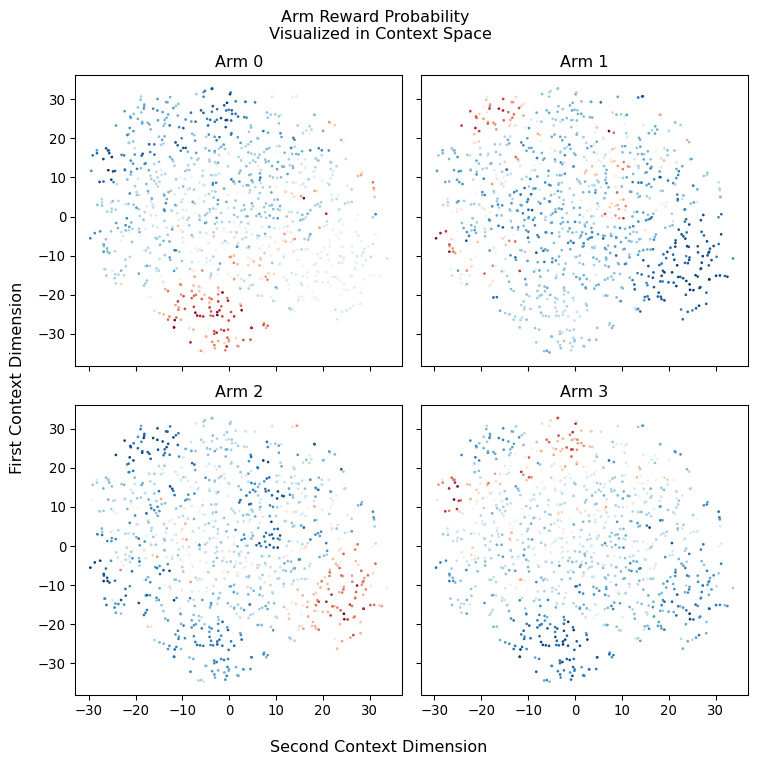 Arm Reward Probability
Visualized in Context Space
Arm 0
Arm 1
30
20
10
0
−10
−20
−30
Arm 2
Arm 3
30
20
10
0
−10
−20
−30
−30 −20 −10 0 10 20 30
−30 −20 −10 0 10 20 30
First Context Dimension
Second Context Dimension